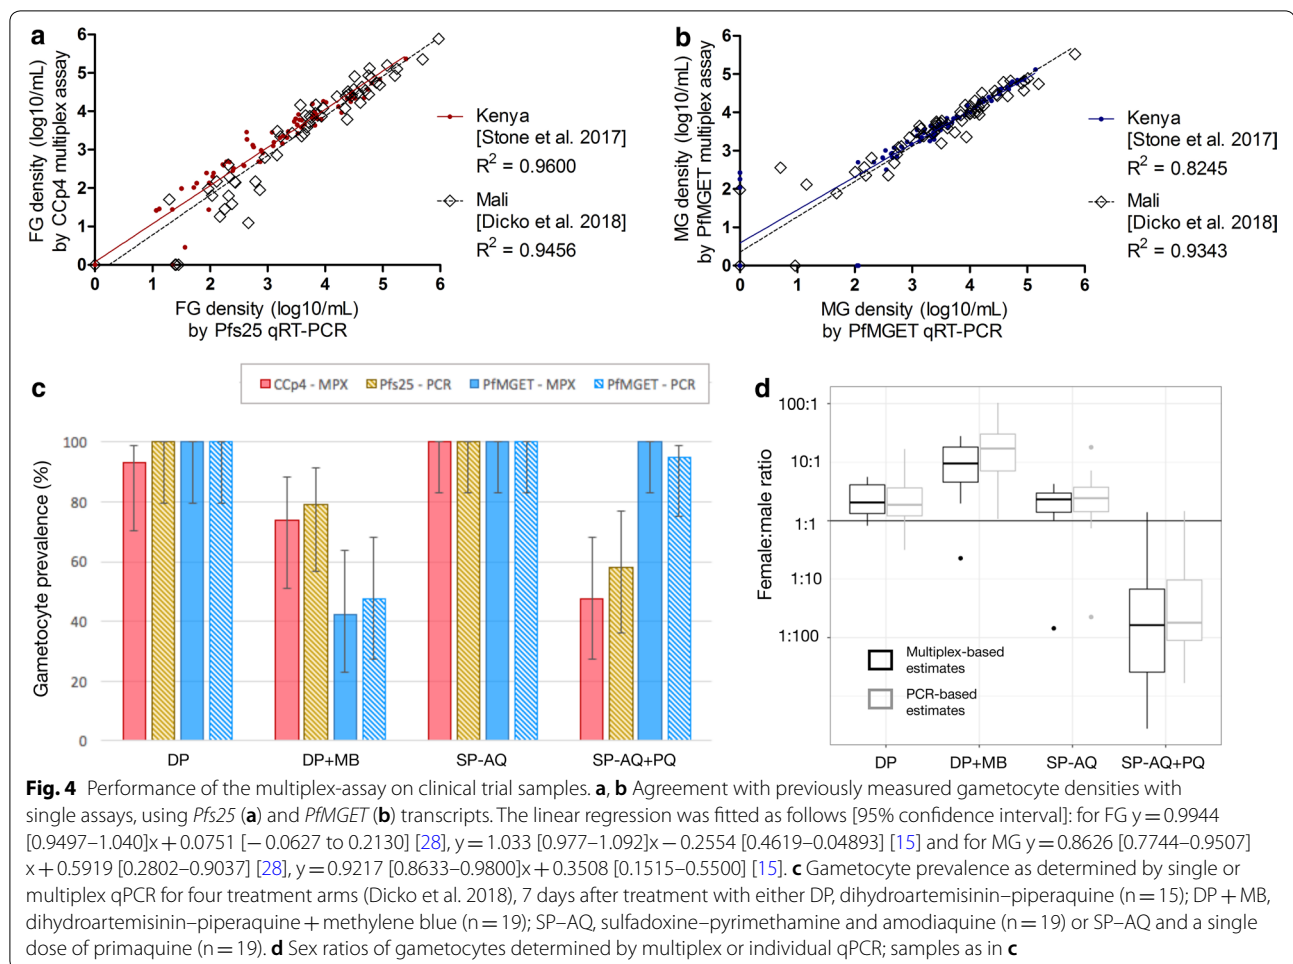 a
FG density (log10/mL)
by CCp4 multiplex assay
6
5
4
3
2
1
0
0 1 2 3 4 5 6
FG density (log10/mL)
by Pfs25 qRT-PCR
Kenya
[Stone et al. 2017]
R² = 0.9600
Mali
[Dicko et al. 2018]
R² = 0.9456
b
MG density (log10/mL)
by PfMGET multiplex assay
6
5
4
3
2
1
0
0 1 2 3 4 5 6
MG density (log10/mL)
by PfMGET qRT-PCR
Kenya
[Stone et al. 2017]
R² = 0.8245
Mali
[Dicko et al. 2018]
R² = 0.9343
c
CCp4 - MPX Pfs25 - PCR PfMGET - MPX PfMGET - PCR
Gametocyte prevalence (%)
100
80
60
40
20
0
DP DP+MB SP-AQ SP-AQ+PQ
d
Female:male ratio
100:1
10:1
1:1
1:10
1:100
Multiplex-based
estimates
PCR-based
estimates
DP DP+MB SP-AQ SP-AQ+PQ
Fig. 4 Performance of the multiplex-assay on clinical trial samples. a, b Agreement with previously measured gametocyte densities with
single assays, using Pfs25 (a) and PfMGET (b) transcripts. The linear regression was fitted as follows [95% confidence interval]: for FG y = 0.9944
[0.9497–1.040]x + 0.0751 [− 0.0627 to 0.2130] [28], y = 1.033 [0.977–1.092]x − 0.2554 [0.4619–0.04893] [15] and for MG y = 0.8626 [0.7744–0.9507]
x + 0.5919 [0.2802–0.9037] [28], y = 0.9217 [0.8633–0.9800]x + 0.3508 [0.1515–0.5500] [15]. c Gametocyte prevalence as determined by single or
multiplex qPCR for four treatment arms (Dicko et al. 2018), 7 days after treatment with either DP, dihydroartemisinin–piperaquine (n = 15); DP + MB,
dihydroartemisinin–piperaquine + methylene blue (n = 19); SP–AQ, sulfadoxine–pyrimethamine and amodiaquine (n = 19) or SP–AQ and a single
dose of primaquine (n = 19). d Sex ratios of gametocytes determined by multiplex or individual qPCR; samples as in c